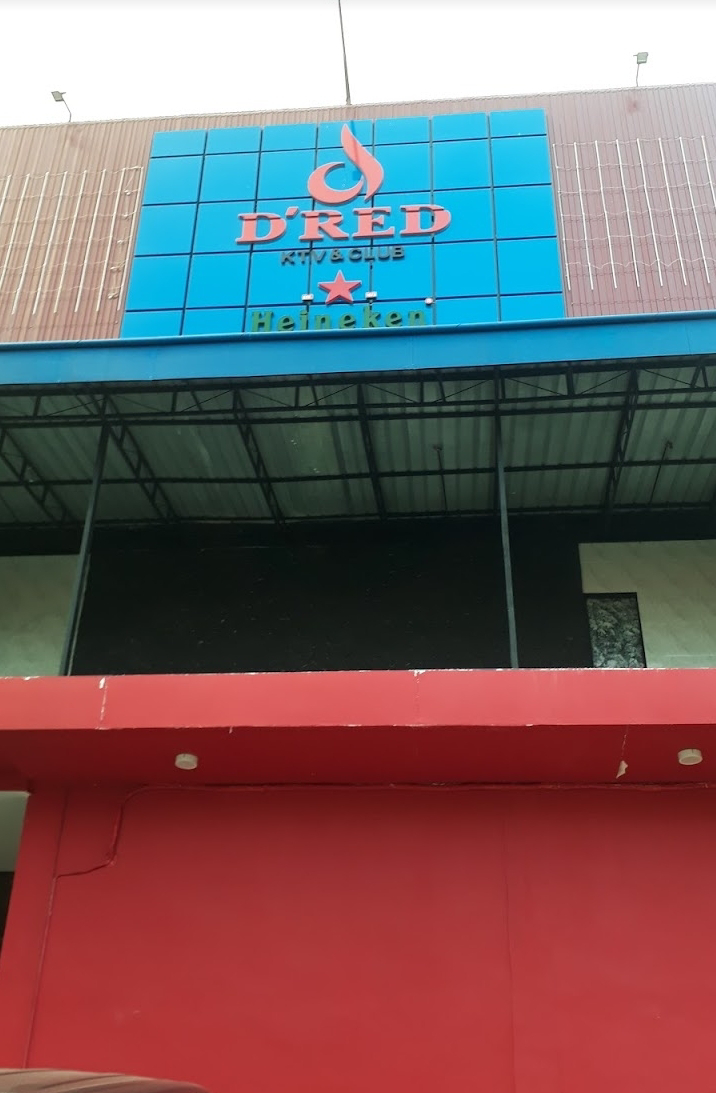 D'RED
KTV & CLUB
Heineken